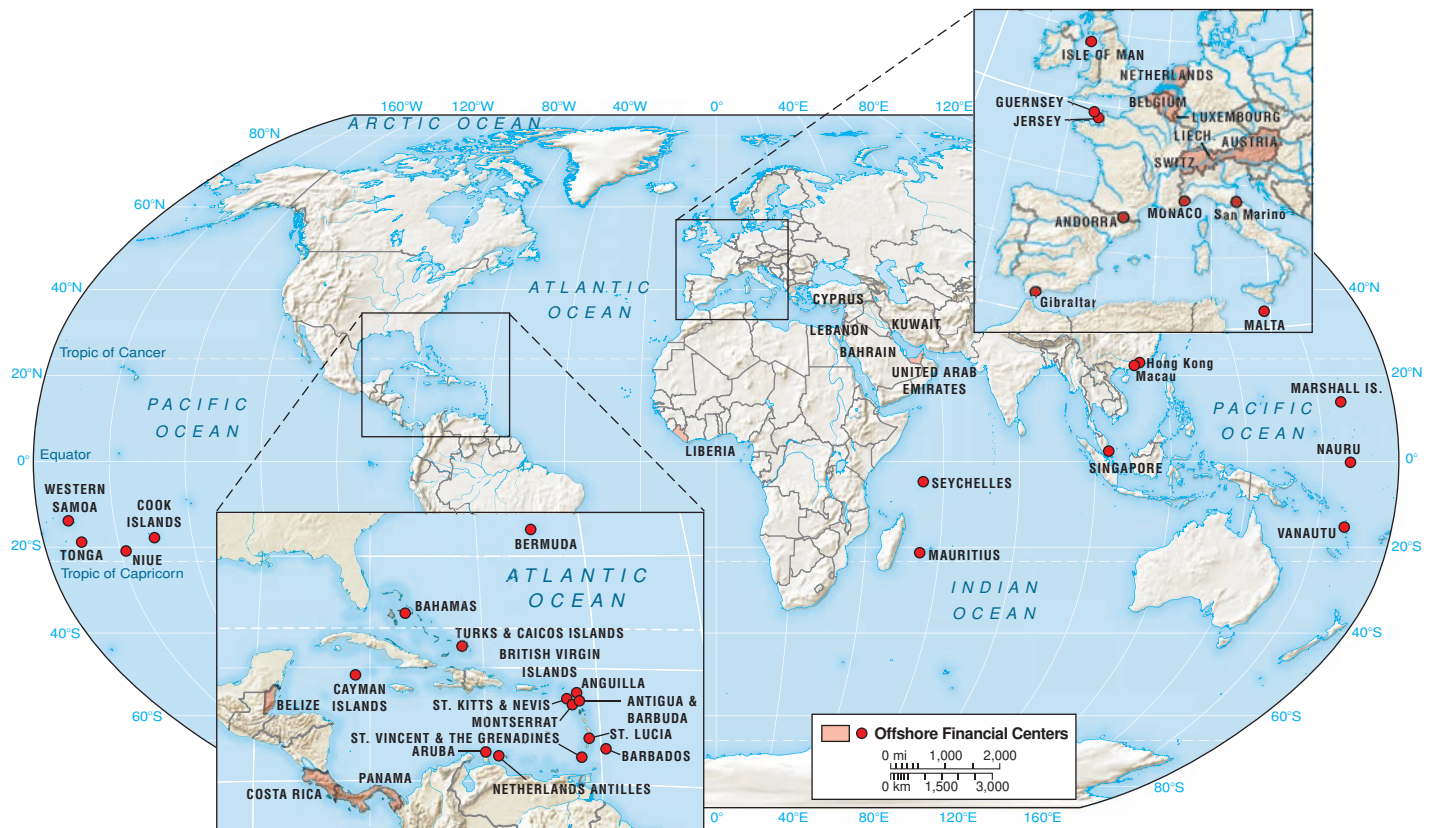 160°W 120°W 80°W 40°W 0° 40°E 80°E 120°E
ARCTIC OCEAN
80°N
60°N
40°N
Tropic of Cancer
20°N
PACIFIC
OCEAN
0° Equator
WESTERN
SAMOA
COOK
ISLANDS
20°S
TONGA
NIUE
Tropic of Capricorn
40°S
60°S
ATLANTIC
OCEAN
CYPRUS
LEBANON
KUWAIT
BAHRAIN
UNITED ARAB
EMIRATES
LIBERIA
SEYCHELLES
MAURITIUS
INDIAN
OCEAN
Hong Kong
Macau
SINGAPORE
40°N
20°N
MARSHALL IS.
PACIFIC
OCEAN
NAURU
0°
VANAUTU
20°S
40°S
60°S
80°S
0° 40°E 80°E 120°E 160°E
ISLE OF MAN
NETHERLANDS
GUERNSEY
BELGIUM
JERSEY
LUXEMBOURG
LIECH
AUSTRIA
SWITZ
ANDORRA
MONACO
San Marino
Gibraltar
MALTA
BERMUDA
ATLANTIC
OCEAN
BAHAMAS
TURKS & CAICOS ISLANDS
BRITISH VIRGIN
ISLANDS
ANGUILLA
CAYMAN
ISLANDS
BELIZE
ST. KITTS & NEVIS
ANTIGUA &
BARBUDA
MONTSERRAT
ST. LUCIA
ST. VINCENT & THE GRENADINES
ARUBA
BARBADOS
PANAMA
COSTA RICA
NETHERLANDS ANTILLES
Offshore Financial Centers
0 mi 1,000 2,000
0 km 1,500 3,000